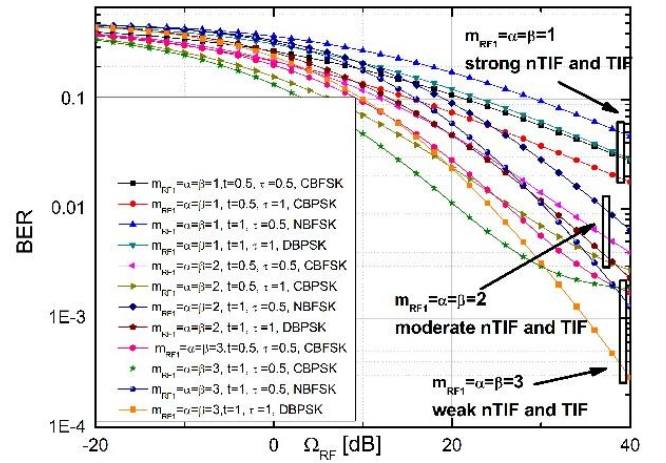 m_RF1=α=β=1
strong nTIF and TIF
0.1
0.01
1E-3
1E-4
BER
m_RF1=α=β=1,t=0.5, τ=0.5, CBFSK
m_RF1=α=β=1, t=0.5, τ=1, CBPSK
m_RF1=α=β=1, t=1, τ=0.5, NBFSK
m_RF1=α=β=1, t=1, τ=1, DBPSK
m_RF1=α=β=2, t=0.5, τ=0.5, CBFSK
m_RF1=α=β=2, t=0.5, τ=1, CBPSK
m_RF1=α=β=2, t=1, τ=0.5, NBFSK
m_RF1=α=β=2, t=1, τ=1, DBPSK
m_RF1=α=β=3.t=0.5, τ=0.5, CBFSK
m_RF1=α=β=3, t=1, τ=0.5, CBPSK
m_RF1=α=β=3, t=1, τ=0.5, NBFSK
m_RF1=α=β=3,t=1, τ=1, DBPSK
m_RF1=α=β=2
moderate nTIF and TIF
m_RF1=α=β=3
weak nTIF and TIF
-20 0 20 40
Ω_RF [dB]